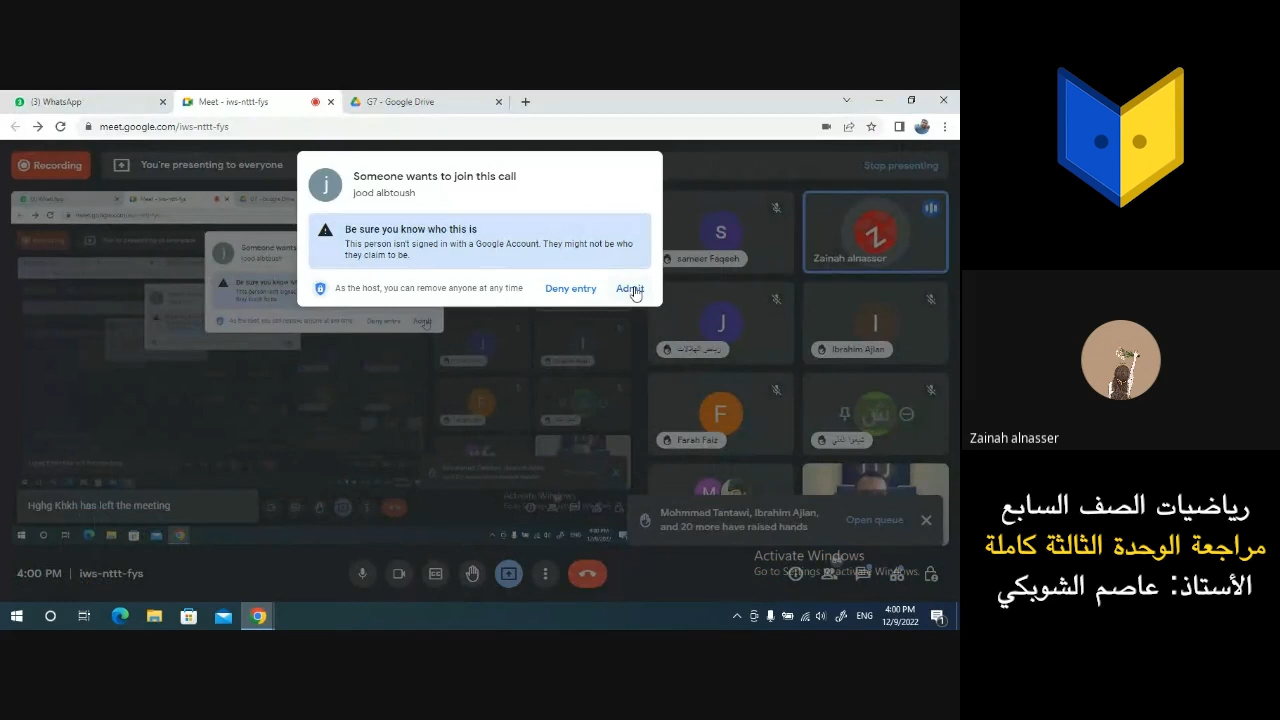 (3) WhatsApp
Meet - iws-nttt-fys
G7 - Google Drive
meet.google.com/iws-nttt-fys
Recording
You're presenting to everyone
Stop presenting
Someone wants to join this call
jood albtoush
Be sure you know who this is
This person isn't signed in with a Google Account. They might not be who
they claim to be.
As the host, you can remove anyone at any time
Deny entry
Admit
S
sameer Faqeeh
Z
Zainah alnasser
J
I
Ibrahim Ajlan
F
Farah Faiz
M
Hghg Khkh has left the meeting
Mohmmed Tantawi, Ibrahim Ajlan,
and 20 more have raised hands
Open queue
Activate Windows
4:00 PM | iws-nttt-fys
ENG
4:00 PM
12/9/2022
Zainah alnasser
رياضيات الصف السابع
مراجعة الوحدة الثالثة كاملة
الأستاذ: عاصم الشوبكي